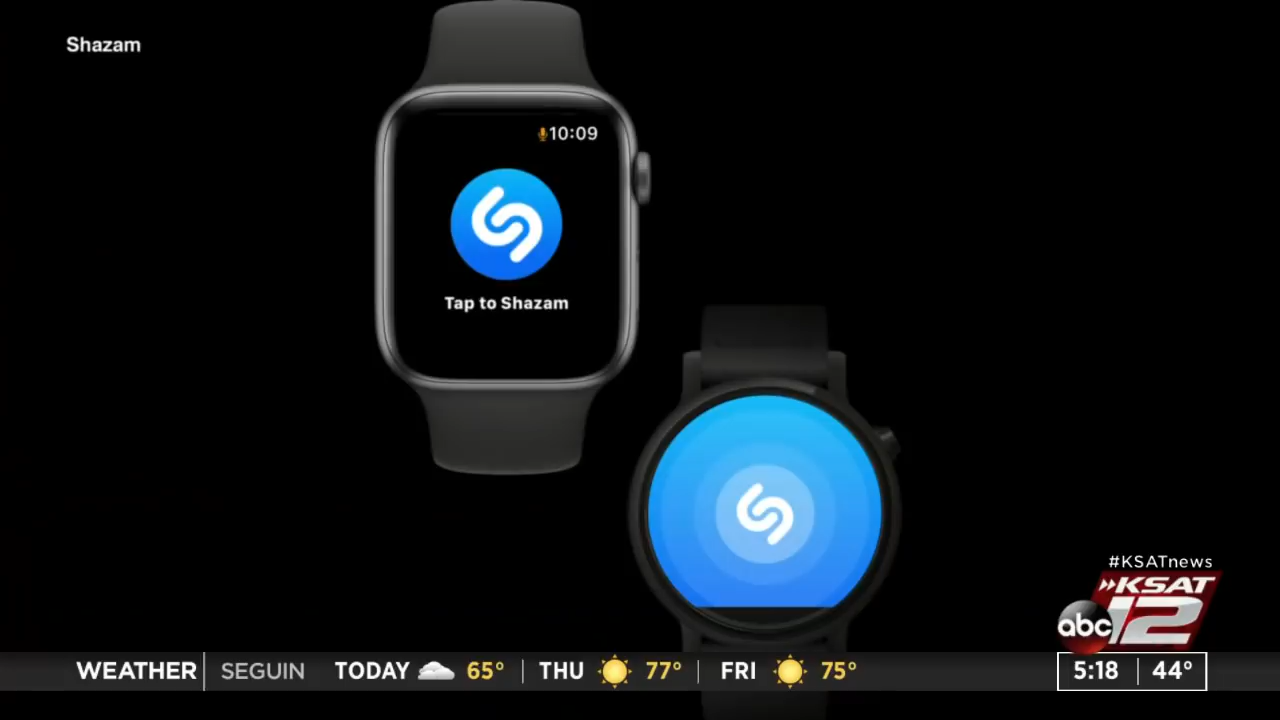 Shazam
10:09
Tap to Shazam
#KSATnews
KSAT
abc 12
WEATHER SEGUIN TODAY 65° THU 77° FRI 75° 5:18 44°